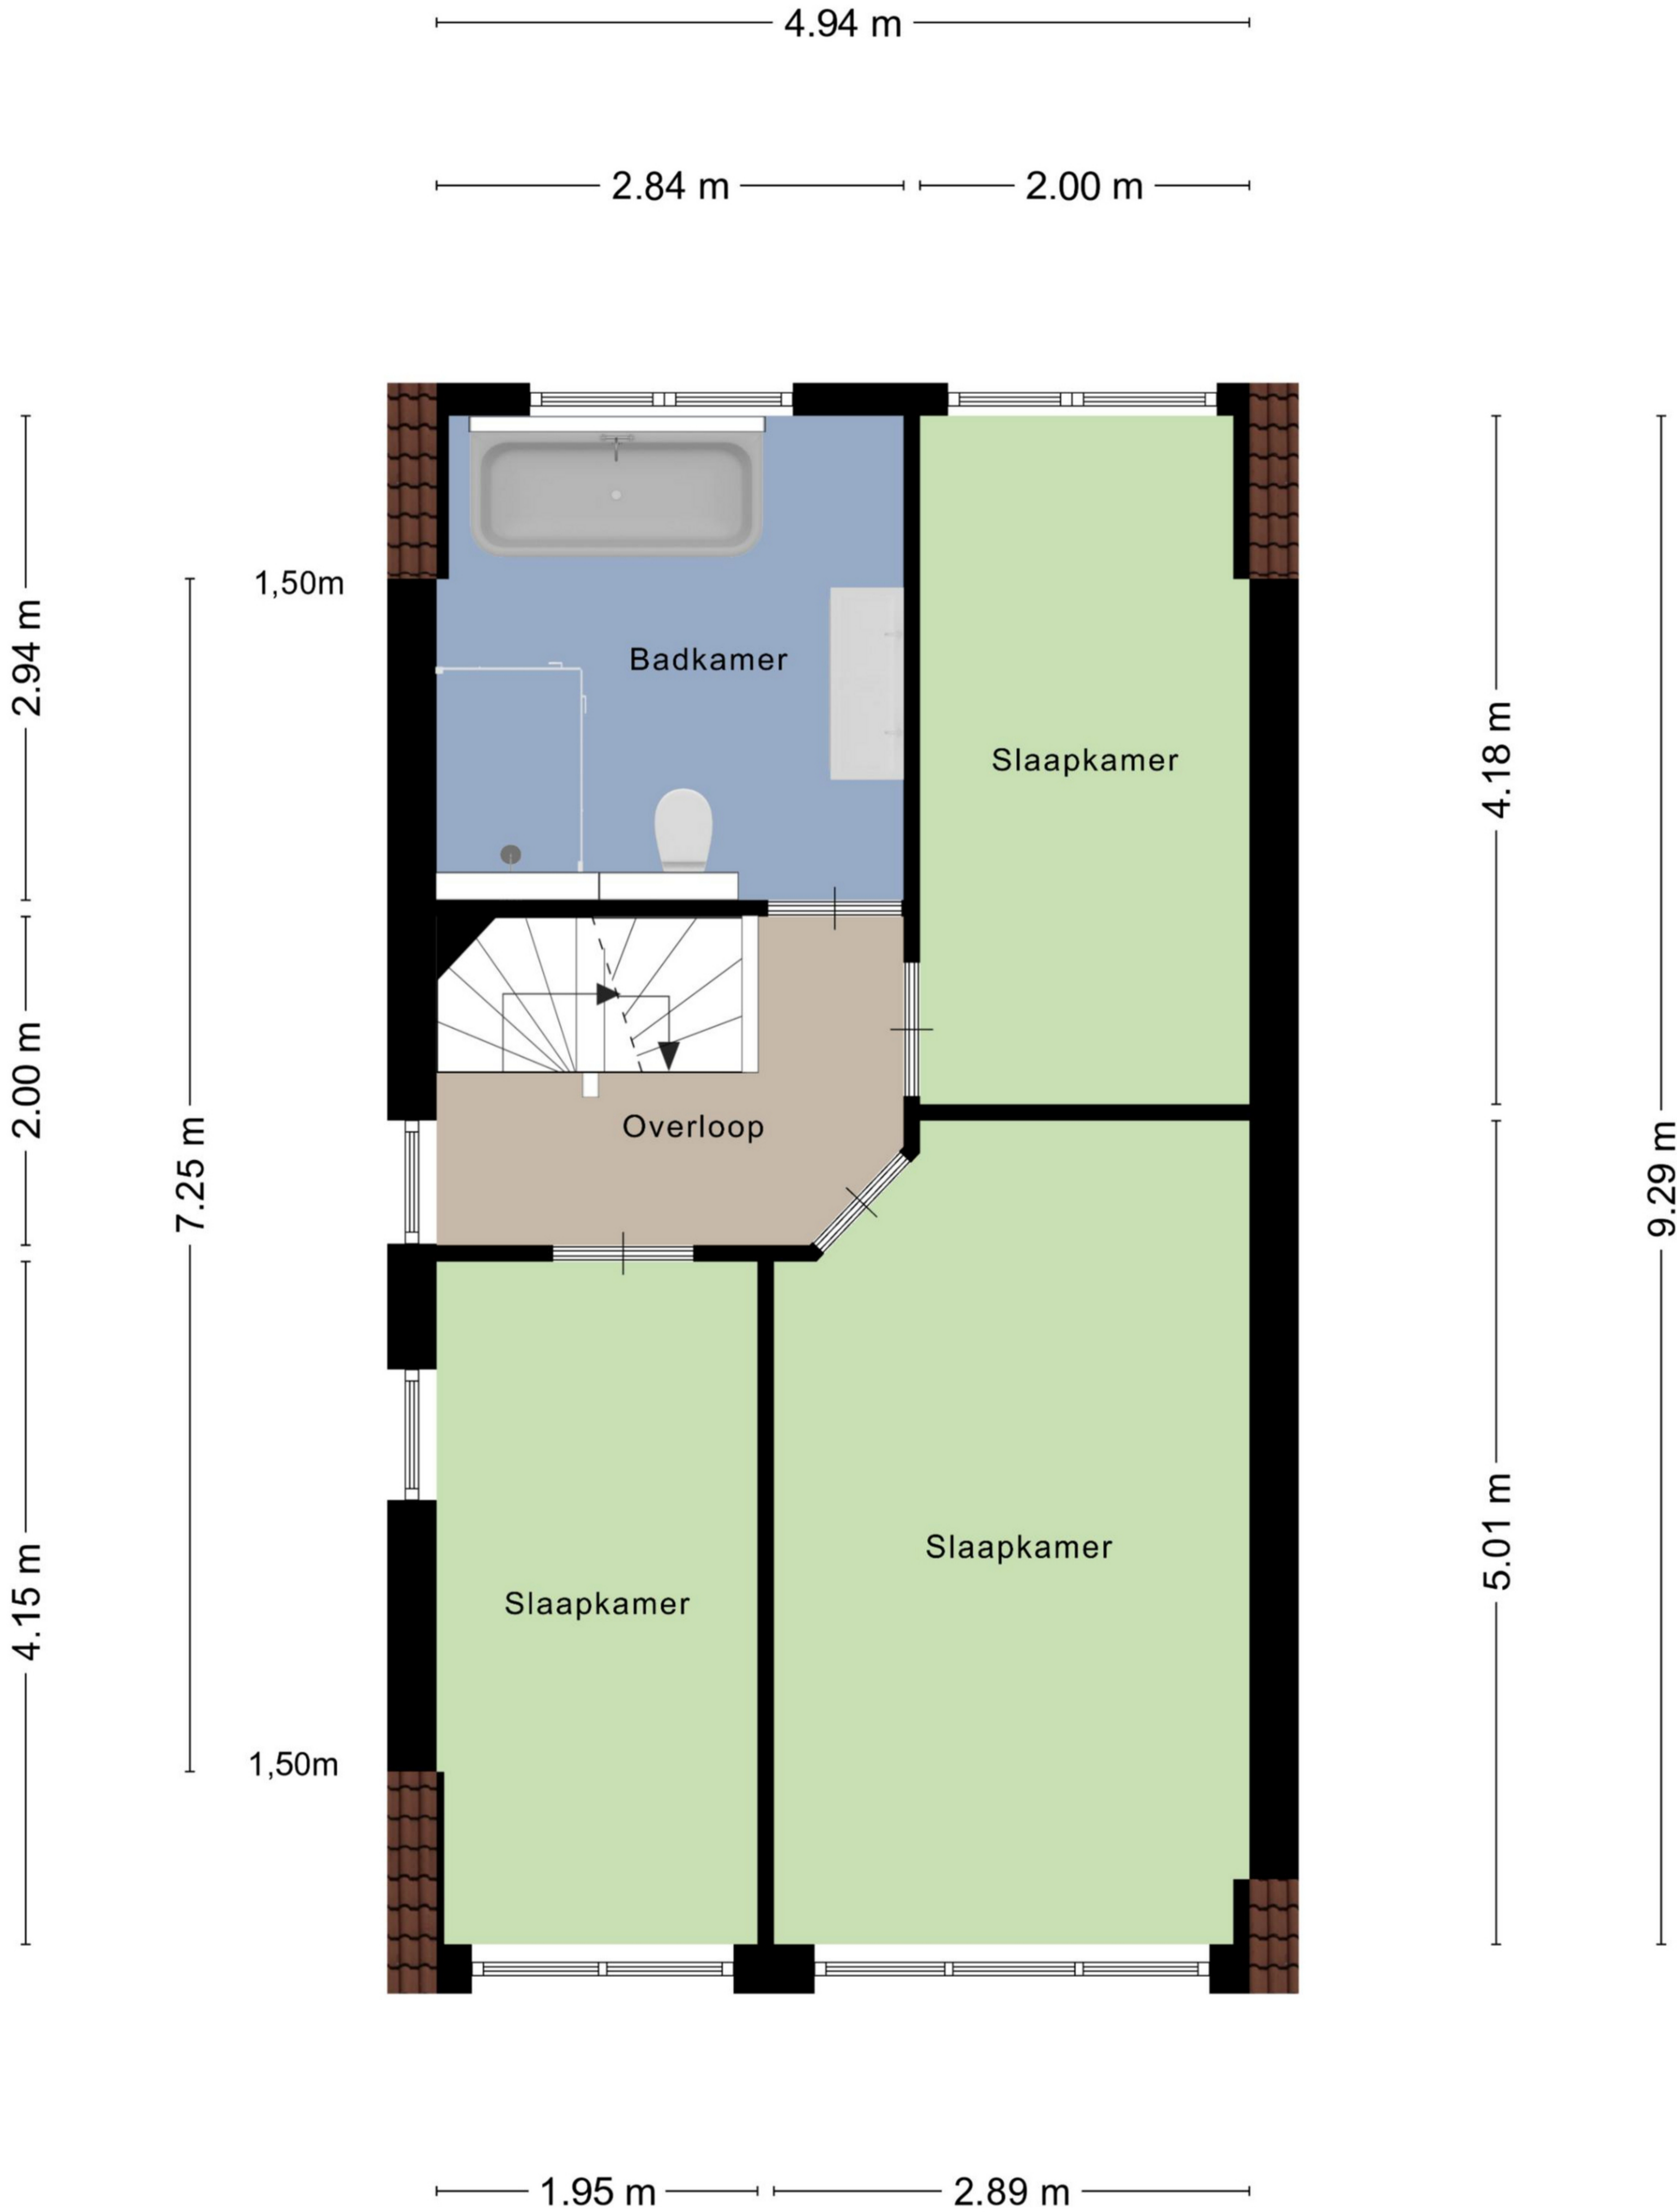 4.94 m
2.84 m
2.00 m
1,50m
2.94 m
Badkamer
Slaapkamer
4.18 m
2.00 m
Overloop
7.25 m
9.29 m
5.01 m
Slaapkamer
4.15 m
Slaapkamer
1,50m
1.95 m
2.89 m